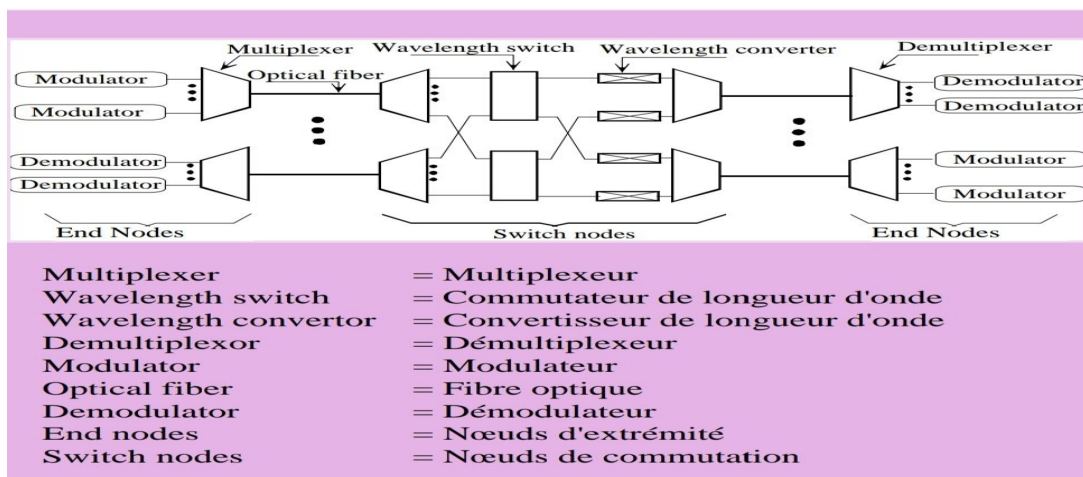 Multiplexer
Wavelength switch
Wavelength converter
Demultiplexer
Modulator
Optical fiber
Demodulator
Modulator
Demodulator
Demodulator
Modulator
Demodulator
Modulator
End Nodes
Switch nodes
End Nodes
Multiplexer = Multiplexeur
Wavelength switch = Commutateur de longueur d'onde
Wavelength convertor = Convertisseur de longueur d'onde
Demultiplexor = Démultiplexeur
Modulator = Modulateur
Optical fiber = Fibre optique
Demodulator = Démodulateur
End nodes = Nœuds d'extrémité
Switch nodes = Nœuds de commutation